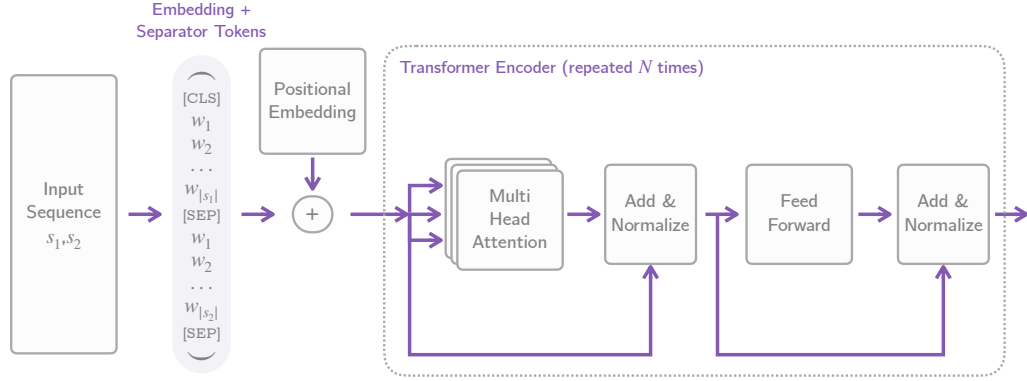 Embedding +
Separator Tokens
Input
Sequence
s₁,s₂
[CLS]
w₁
w₂
...
w|s₁|
[SEP]
w₁
w₂
...
w|s₂|
[SEP]
Positional
Embedding
+
Transformer Encoder (repeated N times)
Multi
Head
Attention
Add &
Normalize
Feed
Forward
Add &
Normalize